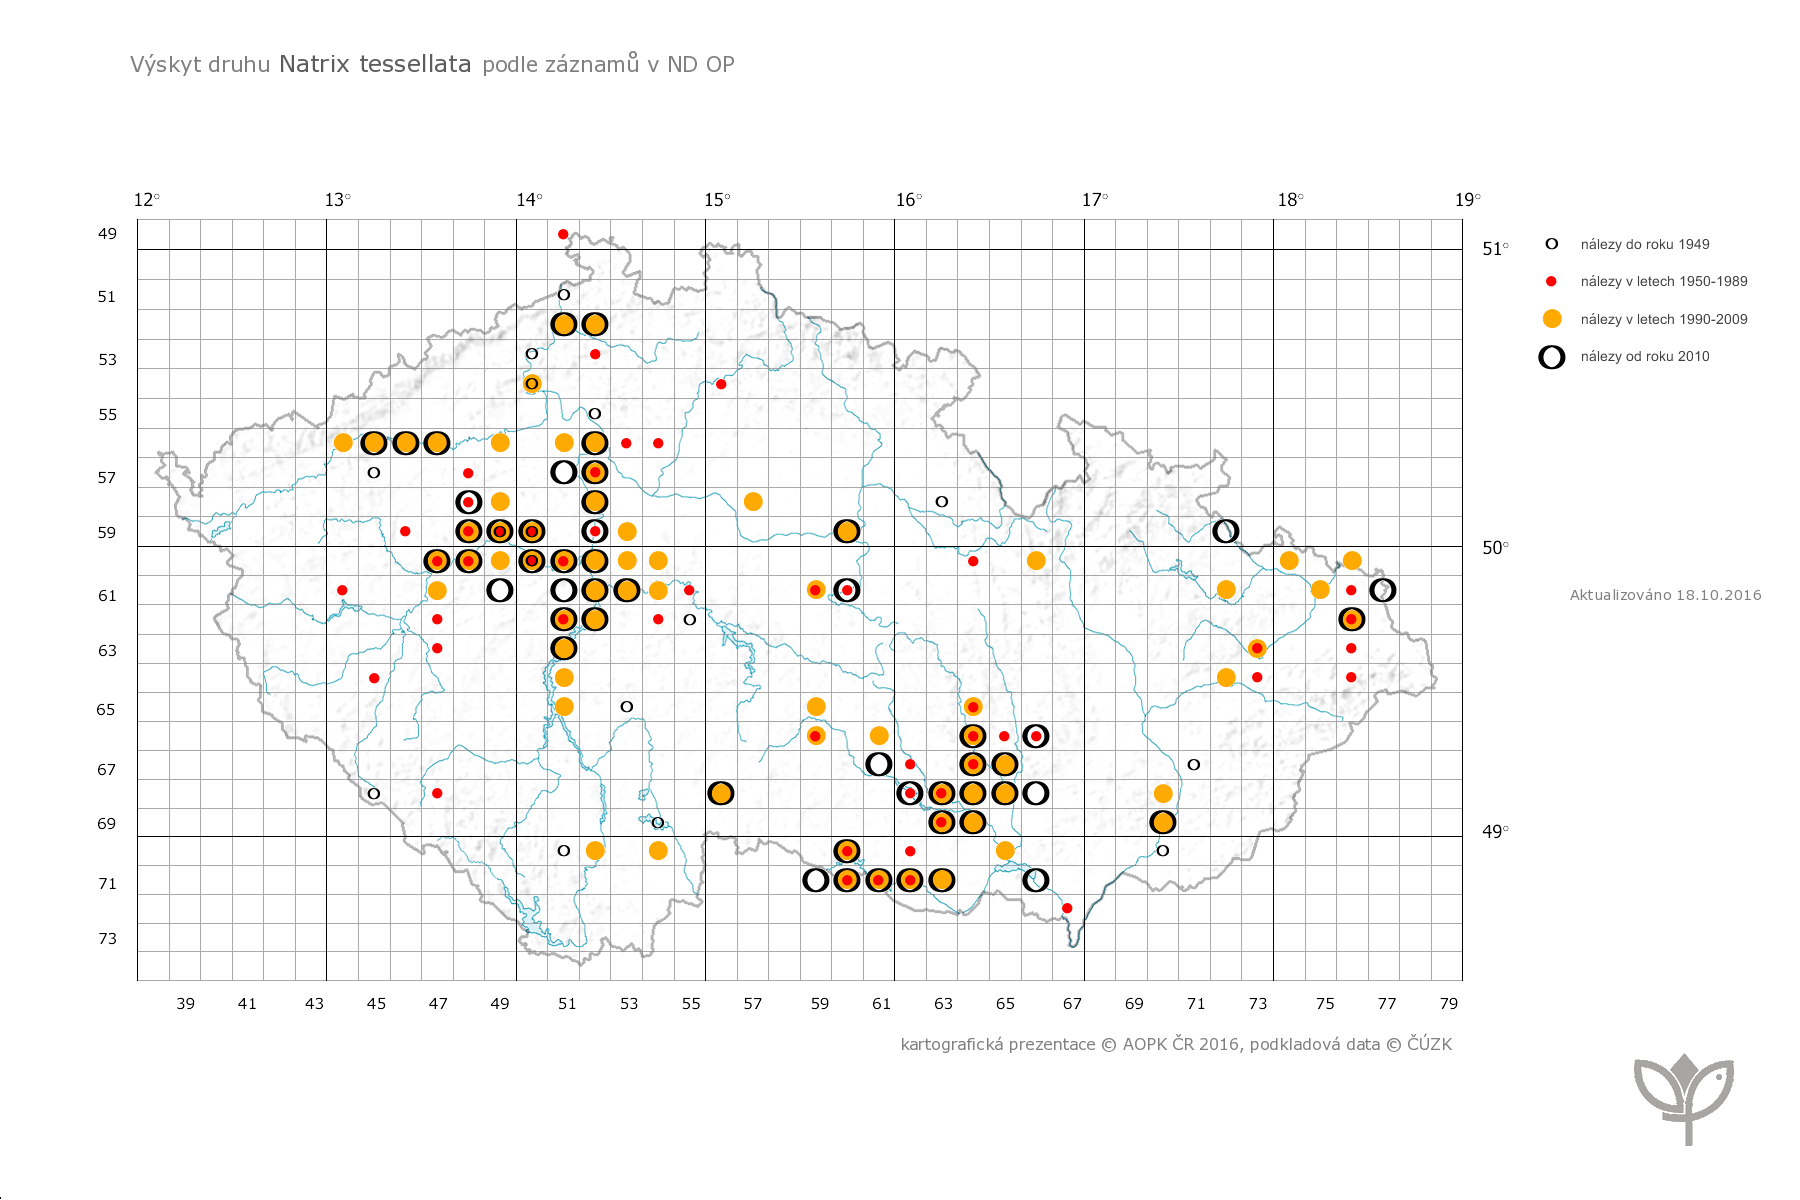 Výskyt druhu Natrix tessellata podle záznamů v ND OP
12° 13° 14° 15° 16° 17° 18° 19°
49
51°
nálezy do roku 1949
nálezy v letech 1950-1989
51
nálezy v letech 1990-2009
53
nálezy od roku 2010
55
57
59
50°
61
Aktualizováno 18.10.2016
63
65
67
69
49°
71
73
39 41 43 45 47 49 51 53 55 57 59 61 63 65 67 69 71 73 75 77 79
kartografická prezentace © AOPK ČR 2016, podkladová data © ČÚZK